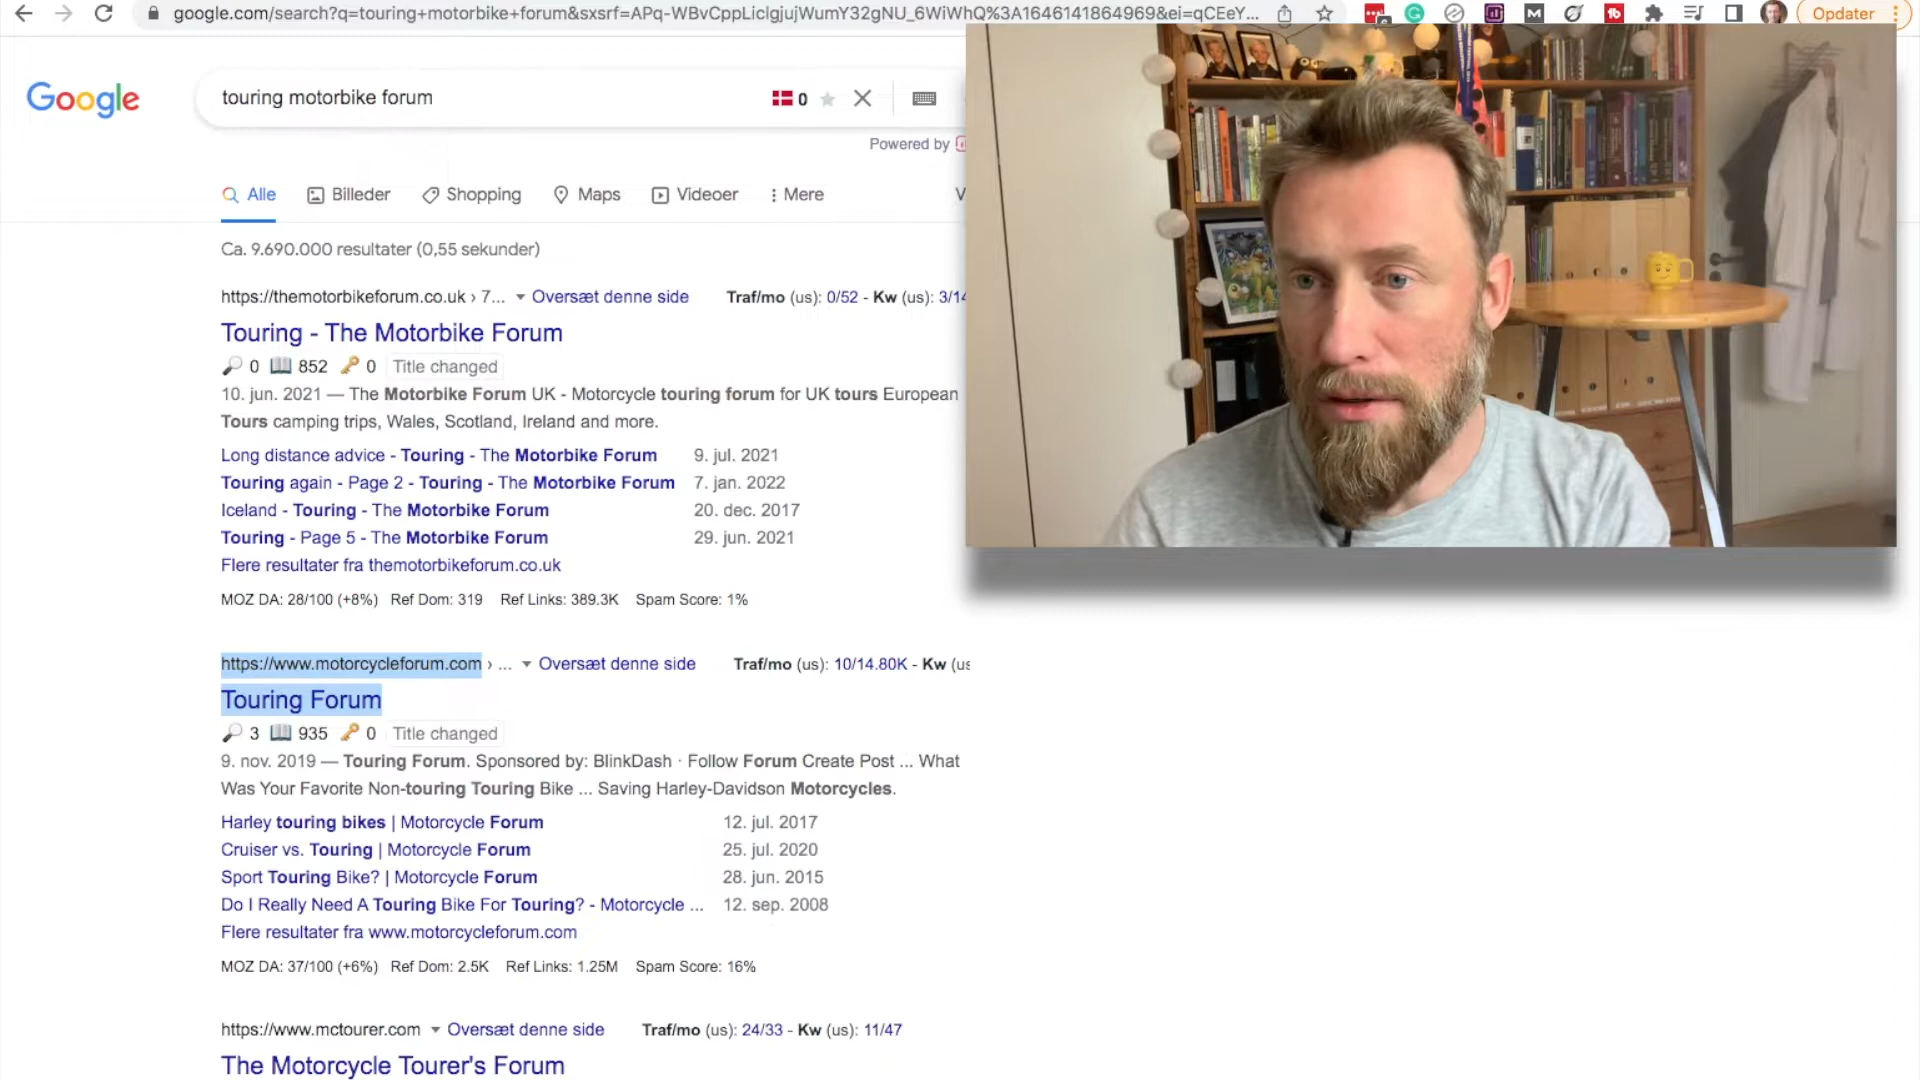 google.com/search?q=touring+motorbike+forum&sxsrf=APq-WBvCppLiclgjujWumY32gNU_6WiWhQ%3A1646141864969&ei=qCEeY...
Opdater
Google
touring motorbike forum
0
Powered by
Alle
Billeder
Shopping
Maps
Videoer
Mere
V
Ca. 9.690.000 resultater (0,55 sekunder)
https://themotorbikeforum.co.uk › 7... Oversæt denne side Traf/mo (us): 0/52 - Kw (us): 3/14
Touring - The Motorbike Forum
0 852 0 Title changed
10. jun. 2021 — The Motorbike Forum UK - Motorcycle touring forum for UK tours European
Tours camping trips, Wales, Scotland, Ireland and more.
Long distance advice - Touring - The Motorbike Forum 9. jul. 2021
Touring again - Page 2 - Touring - The Motorbike Forum 7. jan. 2022
Iceland - Touring - The Motorbike Forum 20. dec. 2017
Touring - Page 5 - The Motorbike Forum 29. jun. 2021
Flere resultater fra themotorbikeforum.co.uk
MOZ DA: 28/100 (+8%) Ref Dom: 319 Ref Links: 389.3K Spam Score: 1%
https://www.motorcycleforum.com › ... Oversæt denne side Traf/mo (us): 10/14.80K - Kw (us
Touring Forum
3 935 0 Title changed
9. nov. 2019 — Touring Forum. Sponsored by: BlinkDash · Follow Forum Create Post ... What
Was Your Favorite Non-touring Touring Bike ... Saving Harley-Davidson Motorcycles.
Harley touring bikes | Motorcycle Forum 12. jul. 2017
Cruiser vs. Touring | Motorcycle Forum 25. jul. 2020
Sport Touring Bike? | Motorcycle Forum 28. jun. 2015
Do I Really Need A Touring Bike For Touring? - Motorcycle ... 12. sep. 2008
Flere resultater fra www.motorcycleforum.com
MOZ DA: 37/100 (+6%) Ref Dom: 2.5K Ref Links: 1.25M Spam Score: 16%
https://www.mctourer.com Oversæt denne side Traf/mo (us): 24/33 - Kw (us): 11/47
The Motorcycle Tourer's Forum